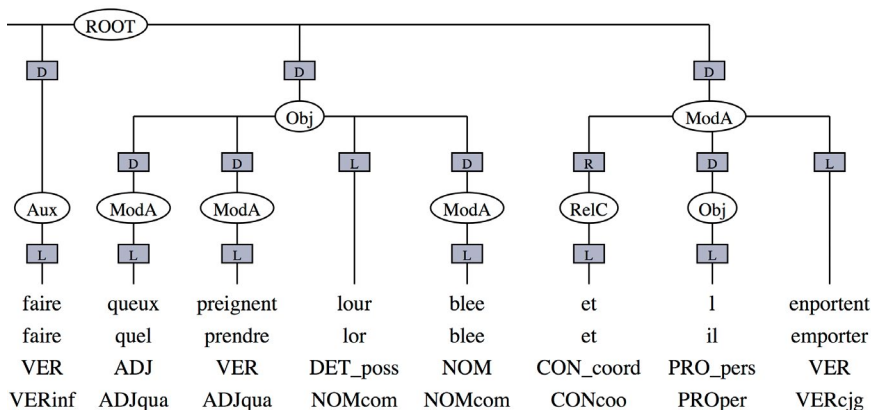 ROOT
D D D
Obj ModA
D D L D R D L
Aux ModA ModA ModA RelC Obj
L L L L L L
faire queux preignent lour blee et l enportent
faire quel prendre lor blee et il emporter
VER ADJ VER DET_poss NOM CON_coord PRO_pers VER
VERinf ADJqua ADJqua NOMcom NOMcom CONcoo PROper VERcjg